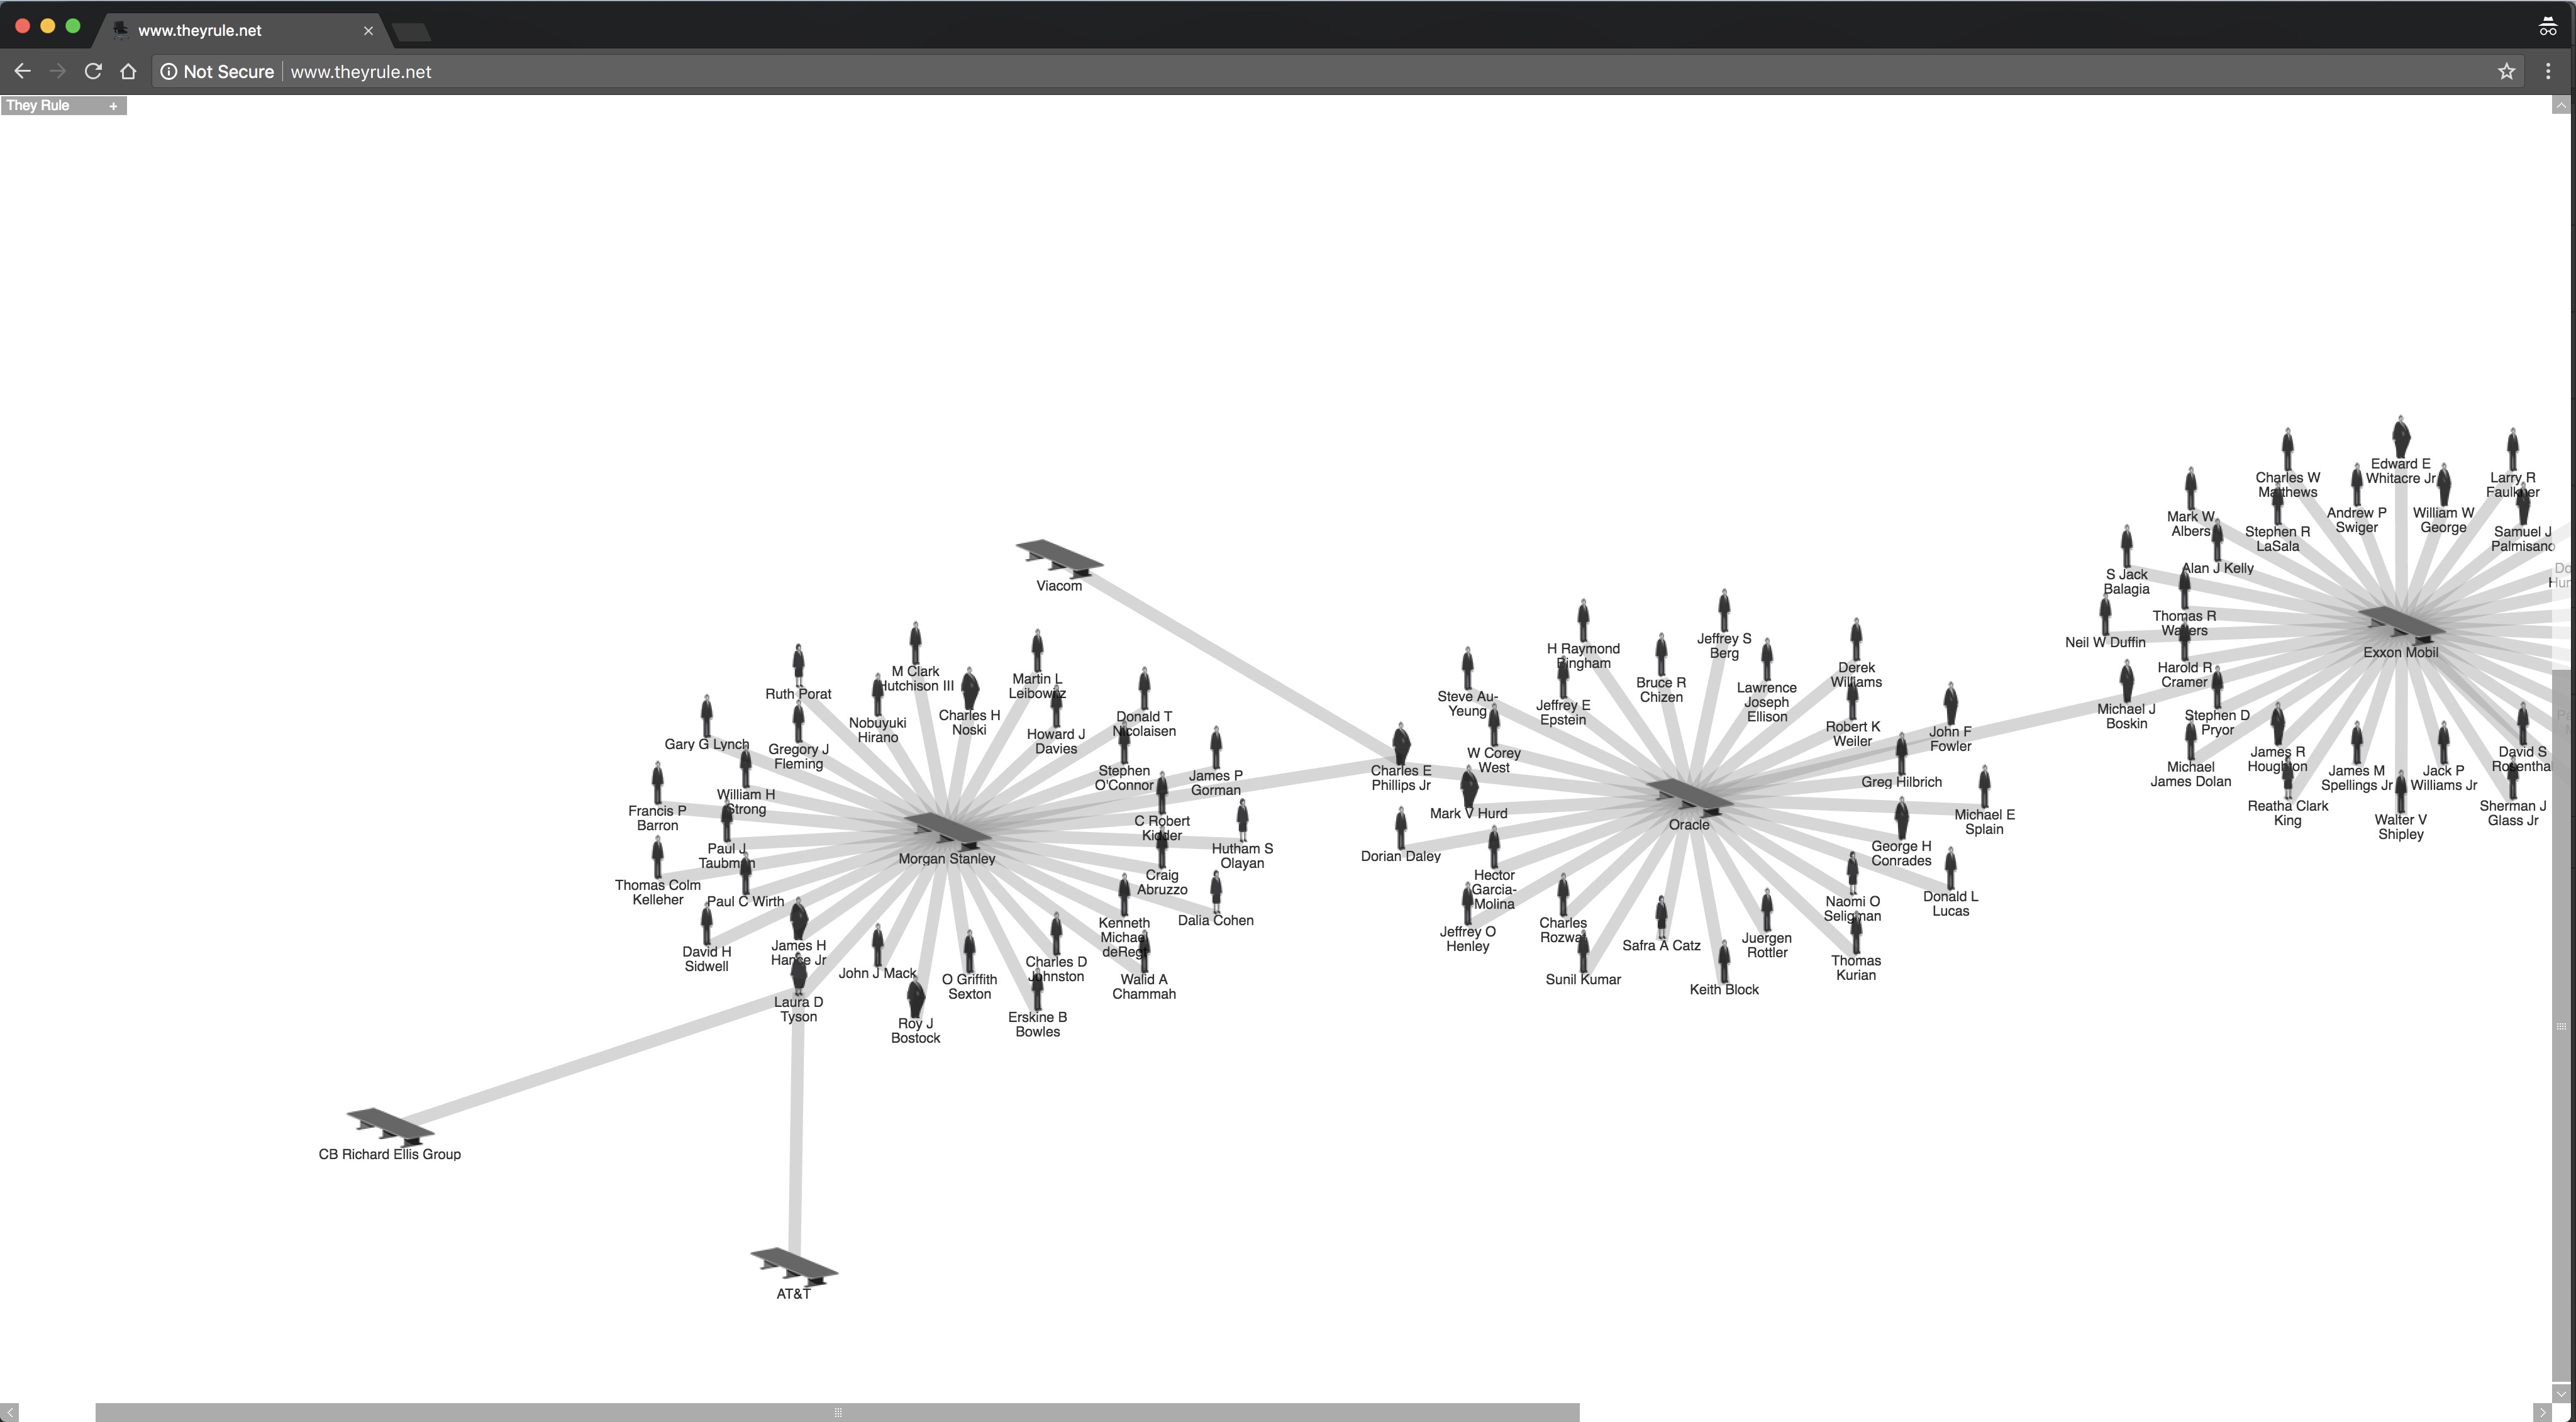 www.theyrule.net
Not Secure
www.theyrule.net
They Rule +
Viacom
Ruth Porat
M Clark
Hutchison III
Martin L
Leibowitz
Gary G Lynch
Gregory J
Fleming
Nobuyuki
Hirano
Charles H
Noski
Howard J
Davies
Donald T
Nicolaisen
Stephen
O'Connor
James P
Gorman
Francis P
Barron
William H
Strong
C Robert
Kidder
Paul J
Taubman
Morgan Stanley
Hutham S
Olayan
Thomas Colm
Kelleher
Paul C Wirth
Craig
Abruzzo
Dalia Cohen
David H
Sidwell
James H
Hance Jr
John J Mack
O Griffith
Sexton
Charles D
Johnston
Kenneth
Michael
deRegt
Walid A
Chammah
Laura D
Tyson
Roy J
Bostock
Erskine B
Bowles
CB Richard Ellis Group
AT&T
Charles E
Phillips Jr
H Raymond
Bingham
Bruce R
Chizen
Jeffrey S
Berg
Derek
Williams
Steve Au-
Yeung
Jeffrey E
Epstein
Lawrence
Joseph
Ellison
Robert K
Weiler
John F
Fowler
W Corey
West
Greg Hilbrich
Mark V Hurd
Oracle
Michael E
Splain
Dorian Daley
George H
Conrades
Hector
Garcia-
Molina
Naomi O
Seligman
Donald L
Lucas
Jeffrey O
Henley
Charles
Rozwat
Safra A Catz
Juergen
Rottler
Thomas
Kurian
Sunil Kumar
Keith Block
Edward E
Whitacre Jr
Charles W
Matthews
Larry R
Faulkner
Mark W
Albers
Stephen R
LaSala
Andrew P
Swiger
William W
George
Samuel J
Palmisano
S Jack
Balagia
Alan J Kelly
Thomas R
Walters
Neil W Duffin
Exxon Mobil
Harold R
Cramer
Michael J
Boskin
Stephen D
Pryor
Michael
James Dolan
James R
Houghton
James M
Spellings Jr
Jack P
Williams Jr
David S
Rosenthal
Reatha Clark
King
Walter V
Shipley
Sherman J
Glass Jr